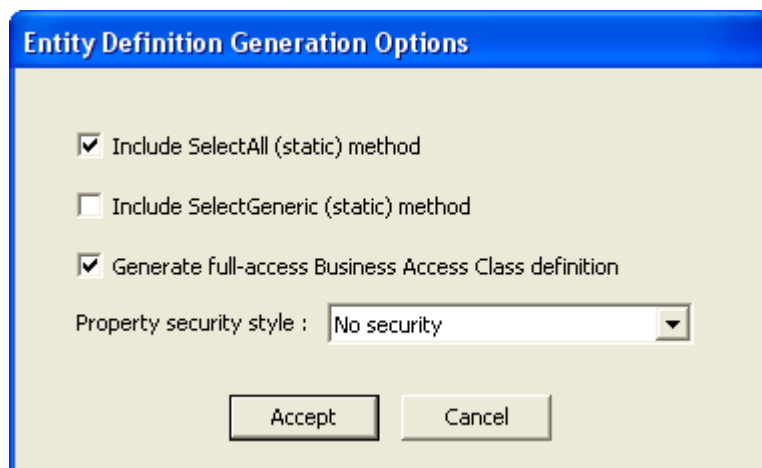 Entity Definition Generation Options
Include SelectAll (static) method
Include SelectGeneric (static) method
Generate full-access Business Access Class definition
Property security style : No security
Accept Cancel